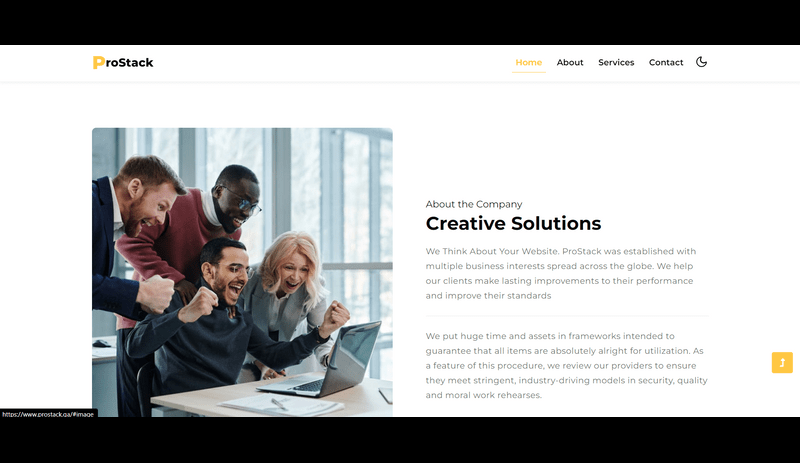 ProStack
Home About Services Contact
About the Company
Creative Solutions
We Think About Your Website. ProStack was established with
multiple business interests spread across the globe. We help
our clients make lasting improvements to their performance
and improve their standards
We put huge time and assets in frameworks intended to
guarantee that all items are absolutely alright for utilization. As
a feature of this procedure, we review our providers to ensure
they meet stringent, industry-driving models in security, quality
and moral work rehearses.
https://www.prostack.ga/#image